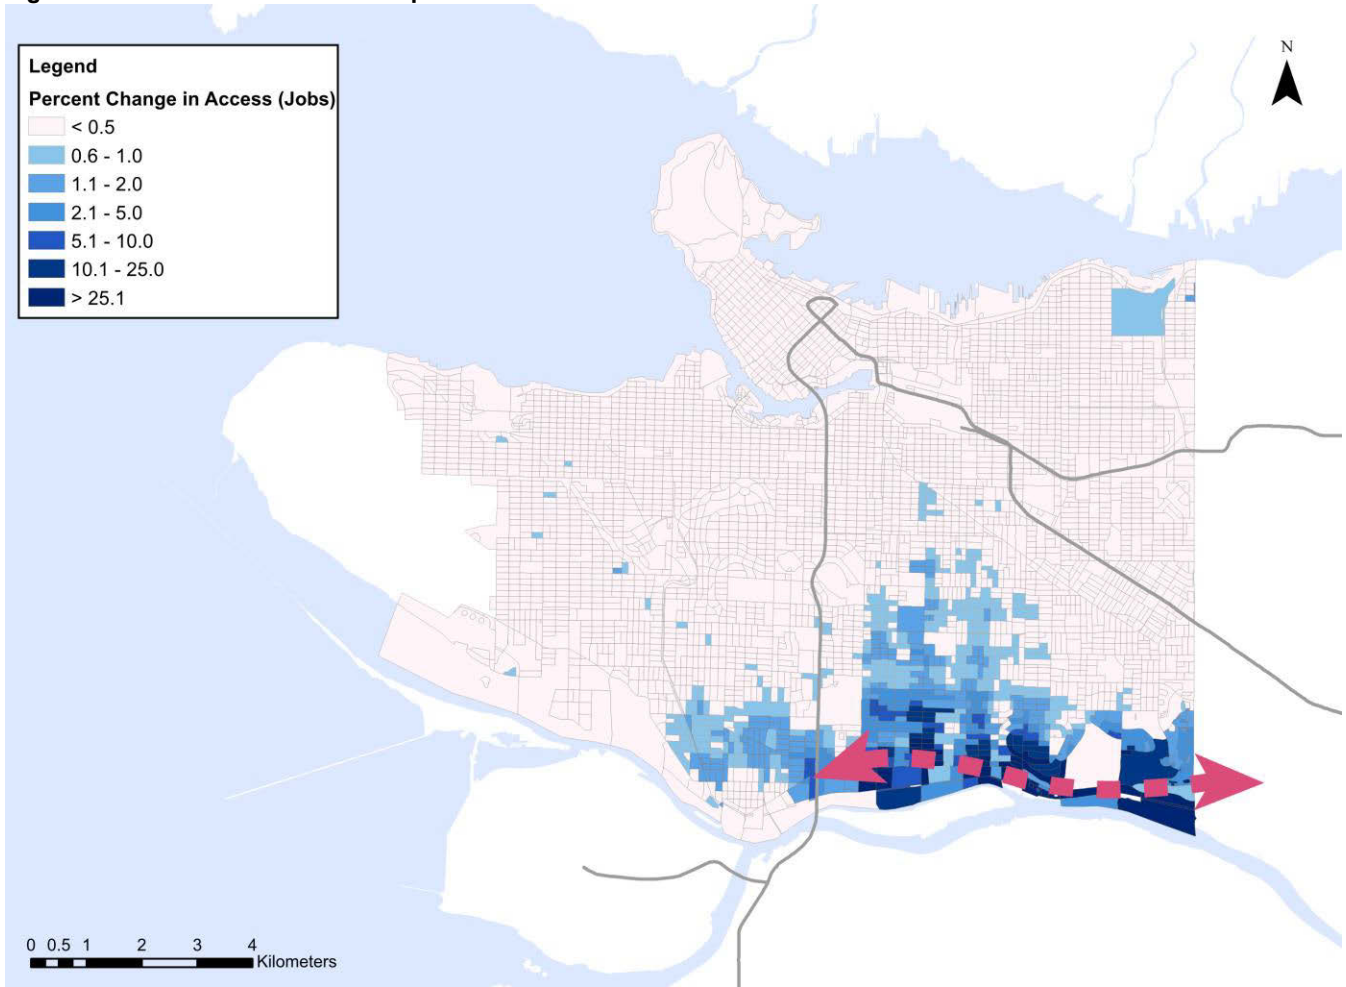 Legend
Percent Change in Access (Jobs)
< 0.5
0.6 - 1.0
1.1 - 2.0
2.1 - 5.0
5.1 - 10.0
10.1 - 25.0
> 25.1
N
0 0.5 1 2 3 4
Kilometers